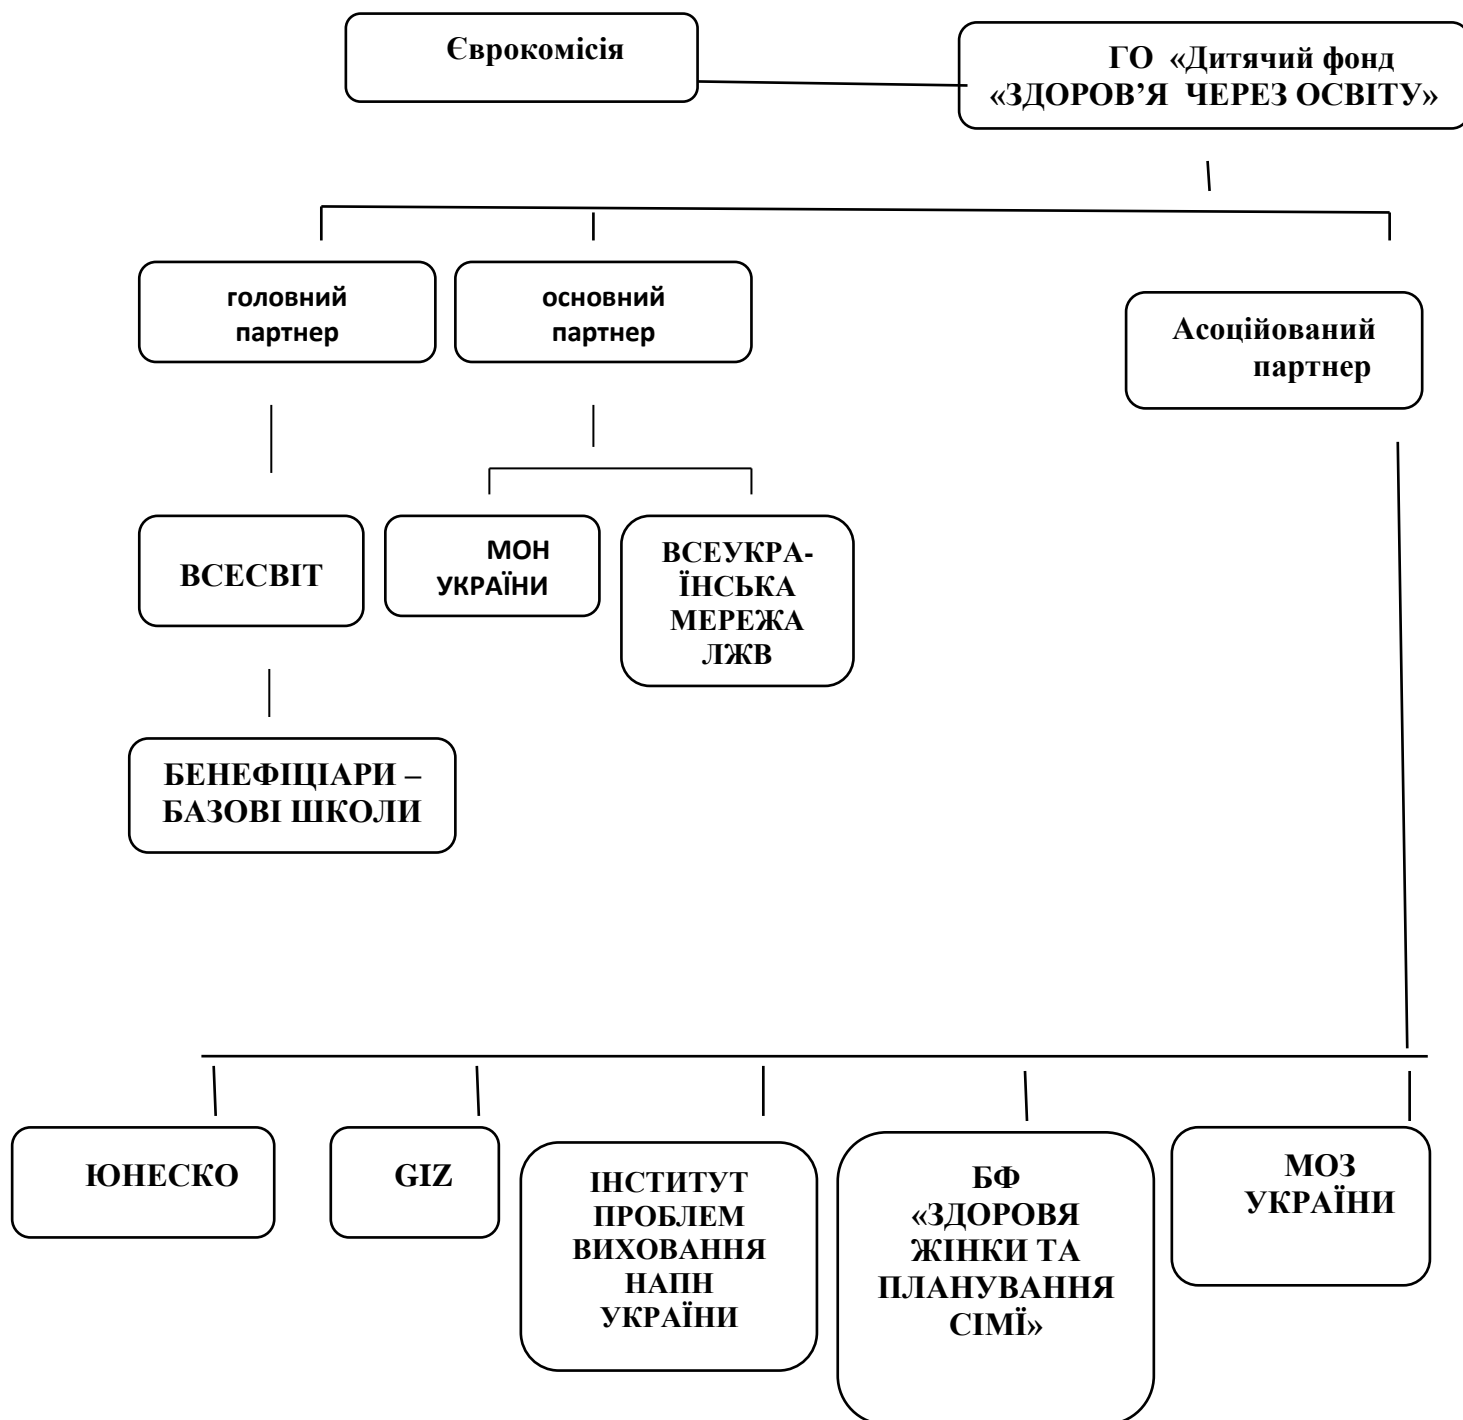 Єврокомісія
ГО «Дитячий фонд
«ЗДОРОВ’Я ЧЕРЕЗ ОСВІТУ»
головний
партнер
основний
партнер
Асоційований
партнер
ВСЕСВІТ
МОН
УКРАЇНИ
ВСЕУКРА-
ЇНСЬКА
МЕРЕЖА
ЛЖВ
БЕНЕФІЦІАРИ –
БАЗОВІ ШКОЛИ
ЮНЕСКО
GIZ
ІНСТИТУТ
ПРОБЛЕМ
ВИХОВАННЯ
НАПН
УКРАЇНИ
БФ
«ЗДОРОВЯ
ЖІНКИ ТА
ПЛАНУВАННЯ
СІМЇ»
МОЗ
УКРАЇНИ